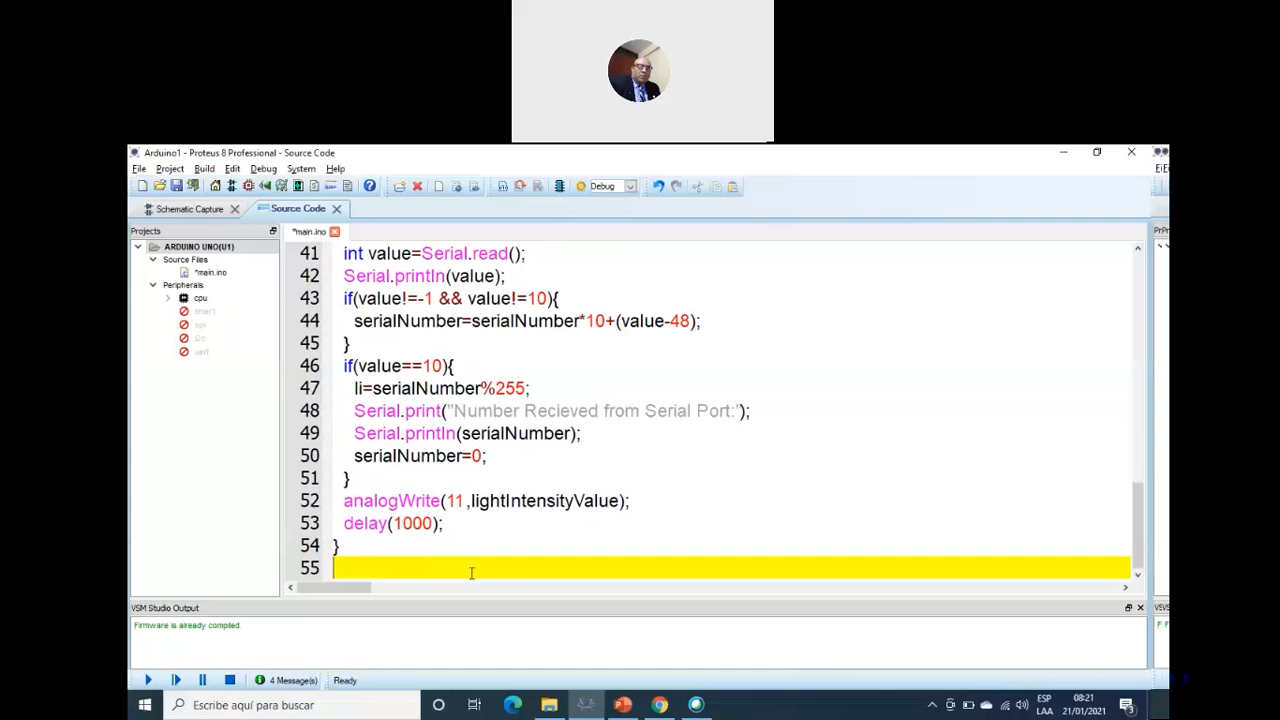 Arduino1 - Proteus 8 Professional - Source Code
File Project Build Edit Debug System Help
Debug
Schematic Capture
Source Code
Projects
*main.ino
ARDUINO UNO(U1)
Source Files
*main.ino
Peripherals
cpu
timer1
spi
i2c
uart
41 int value=Serial.read();
42 Serial.println(value);
43 if(value!=-1 && value!=10){
44 serialNumber=serialNumber*10+(value-48);
45 }
46 if(value==10){
47 li=serialNumber%255;
48 Serial.print("Number Recieved from Serial Port:");
49 Serial.println(serialNumber);
50 serialNumber=0;
51 }
52 analogWrite(11,lightIntensityValue);
53 delay(1000);
54 }
55
VSM Studio Output
Firmware is already compiled.
4 Message(s)
Ready
Escribe aquí para buscar
ESP
LAA
08:21
21/01/2021
3